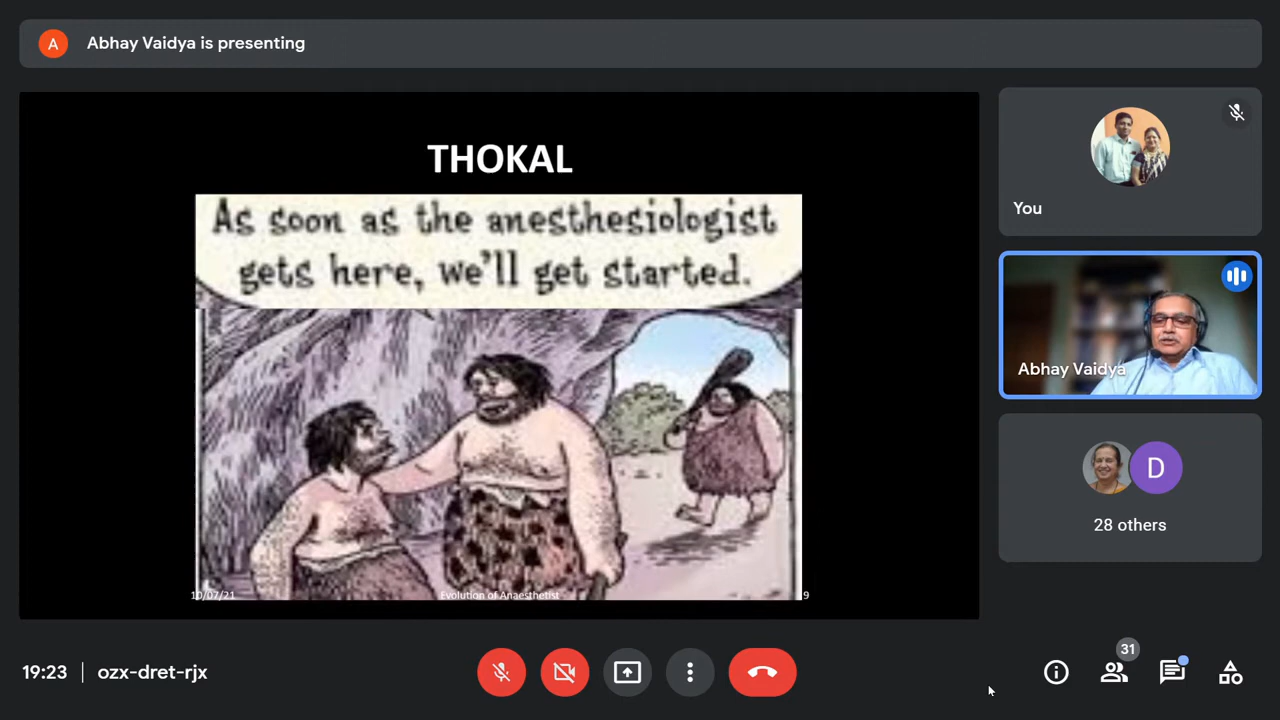 A
Abhay Vaidya is presenting
THOKAL
As soon as the anesthesiologist
gets here, we'll get started.
10/07/21
Evolution of Anaesthetist
9
You
Abhay Vaidya
D
28 others
19:23
ozx-dret-rjx
31